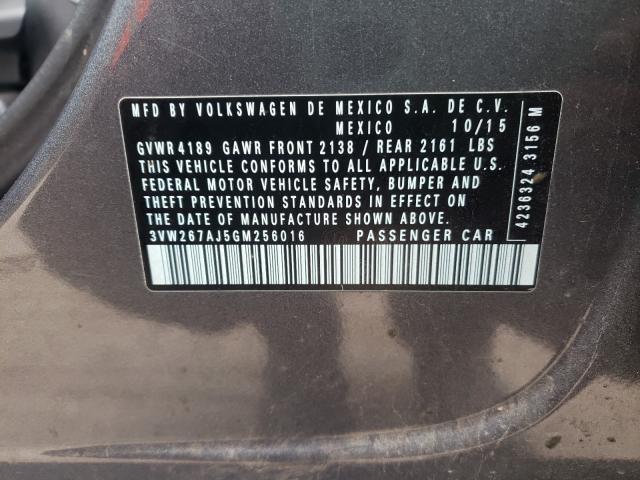 MFD BY VOLKSWAGEN DE MEXICO S.A. DE C.V.
MEXICO 10/15
GVWR4189 GAWR FRONT 2138 / REAR 2161 LBS
THIS VEHICLE CONFORMS TO ALL APPLICABLE U.S.
FEDERAL MOTOR VEHICLE SAFETY, BUMPER AND
THEFT PREVENTION STANDARDS IN EFFECT ON
THE DATE OF MANUFACTURE SHOWN ABOVE.
3VW267AJ5GM256016 PASSENGER CAR
4236324 3156 M